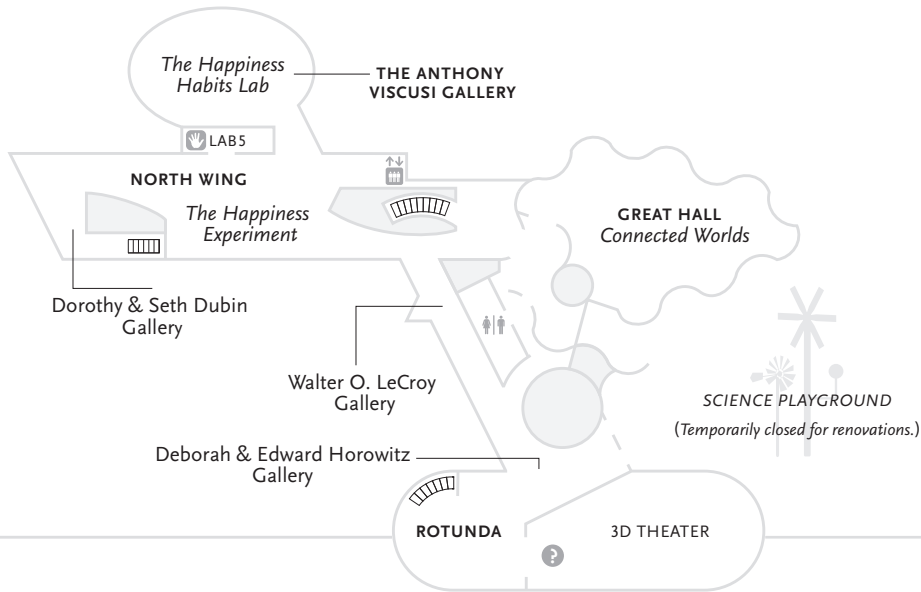 The Happiness
Habits Lab
THE ANTHONY
VISCUSI GALLERY
LAB5
NORTH WING
The Happiness
Experiment
GREAT HALL
Connected Worlds
Dorothy & Seth Dubin
Gallery
Walter O. LeCroy
Gallery
SCIENCE PLAYGROUND
(Temporarily closed for renovations.)
Deborah & Edward Horowitz
Gallery
ROTUNDA
3D THEATER
?